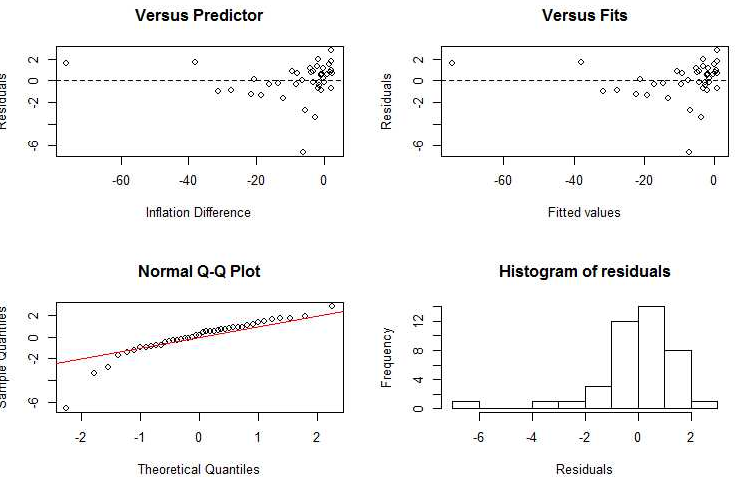 Versus Predictor
Residuals
2
0
-2
-6
-60 -40 -20 0
Inflation Difference
Versus Fits
Residuals
2
0
-2
-6
-60 -40 -20 0
Fitted values
Normal Q-Q Plot
Sample Quantiles
2
0
-2
-6
-2 -1 0 1 2
Theoretical Quantiles
Histogram of residuals
Frequency
12
8
4
0
-6 -4 -2 0 2
Residuals